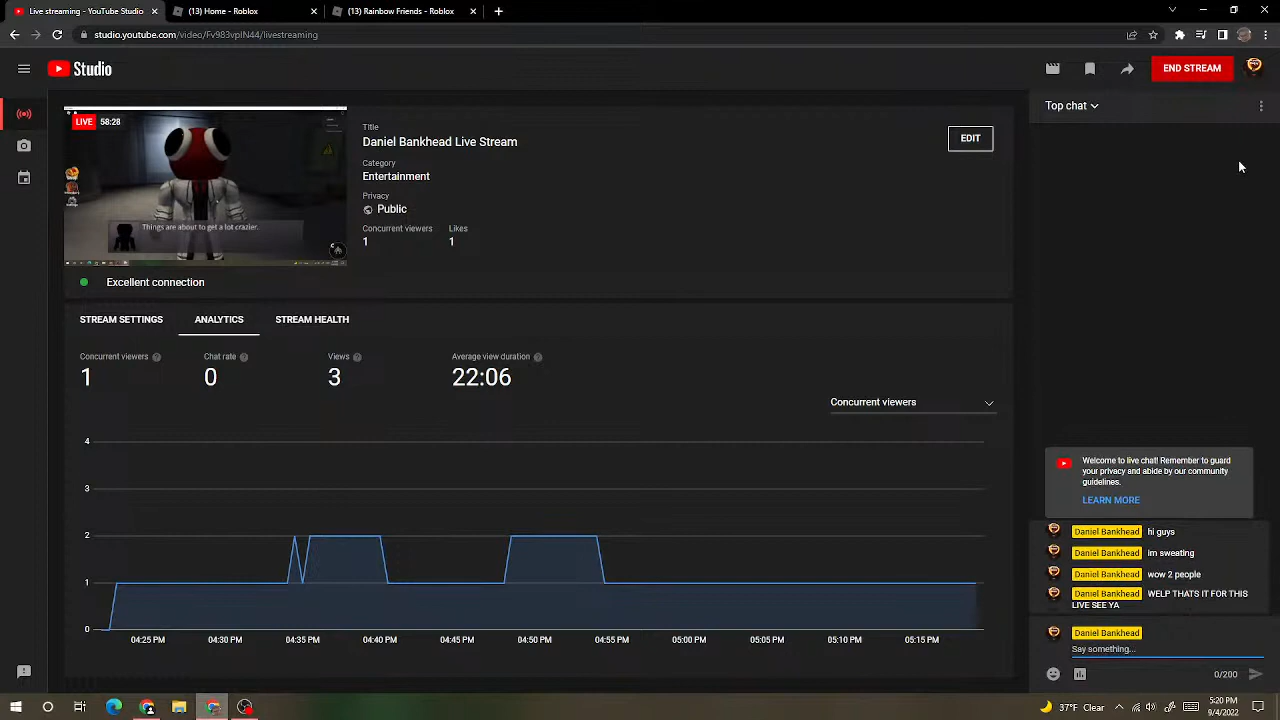 Live streaming - YouTube Studio
(13) Home - Roblox
(13) Rainbow Friends - Roblox
studio.youtube.com/video/Fv983vpIN44/livestreaming
Studio
END STREAM
LIVE 58:28
Things are about to get a lot crazier.
Title
Daniel Bankhead Live Stream
EDIT
Category
Entertainment
Privacy
Public
Concurrent viewers Likes
1 1
Excellent connection
STREAM SETTINGS ANALYTICS STREAM HEALTH
Concurrent viewers Chat rate Views Average view duration
1 0 3 22:06
Concurrent viewers
4
3
2
1
0
04:25 PM 04:30 PM 04:35 PM 04:40 PM 04:45 PM 04:50 PM 04:55 PM 05:00 PM 05:05 PM 05:10 PM 05:15 PM
Top chat
Welcome to live chat! Remember to guard
your privacy and abide by our community
guidelines.
LEARN MORE
Daniel Bankhead hi guys
Daniel Bankhead im sweating
Daniel Bankhead wow 2 people
Daniel Bankhead WELP THATS IT FOR THIS
LIVE SEE YA
Daniel Bankhead
Say something...
0/200
37°F Clear
5:20 PM
9/4/2022